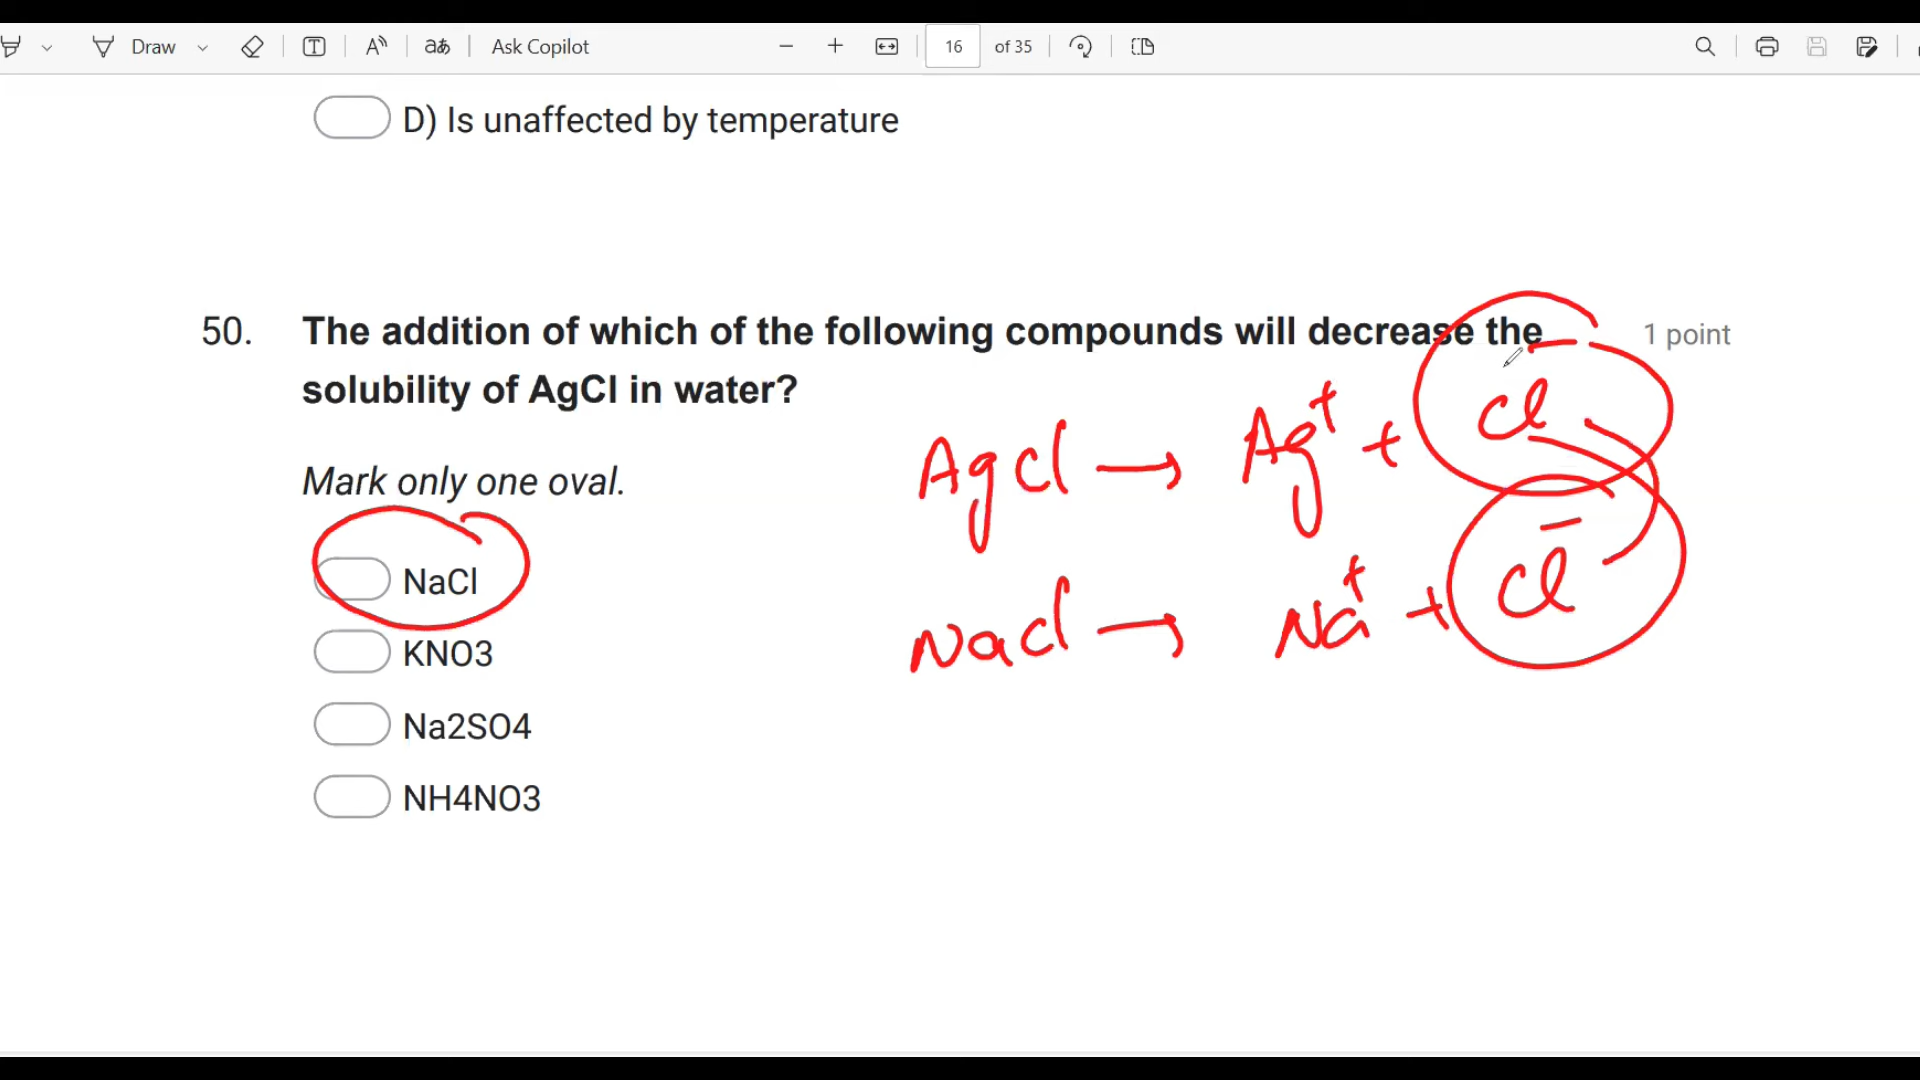 Draw
A
aあ
Ask Copilot
16 of 35
D) Is unaffected by temperature
50. The addition of which of the following compounds will decrease the 1 point
solubility of AgCl in water?
Mark only one oval.
AgCl → Ag⁺ + Cl⁻
NaCl
Nacl → Na⁺ + Cl⁻
KNO3
Na2SO4
NH4NO3